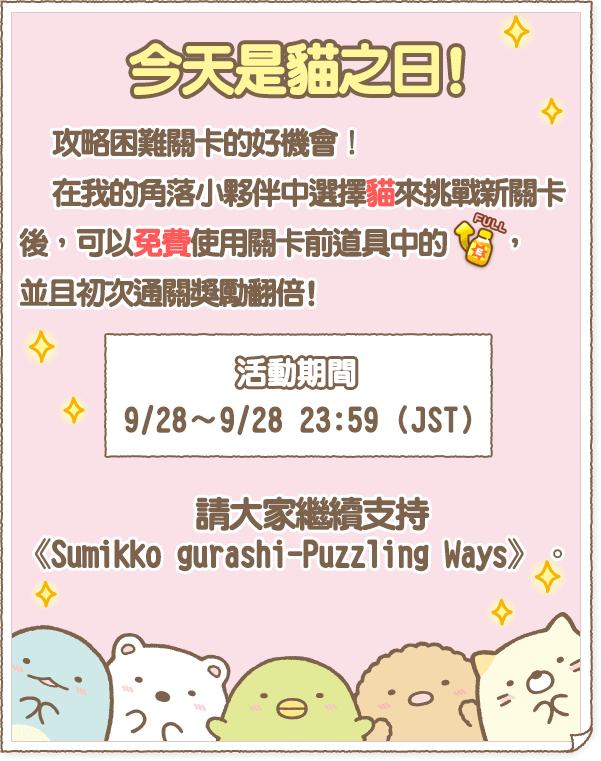 今天是貓之日!
攻略困難關卡的好機會！
在我的角落小夥伴中選擇貓來挑戰新關卡
後，可以免費使用關卡前道具中的 FULL ，
並且初次通關獎勵翻倍!
活動期間
9/28～9/28 23:59 (JST)
請大家繼續支持
《Sumikko gurashi-Puzzling Ways》 。